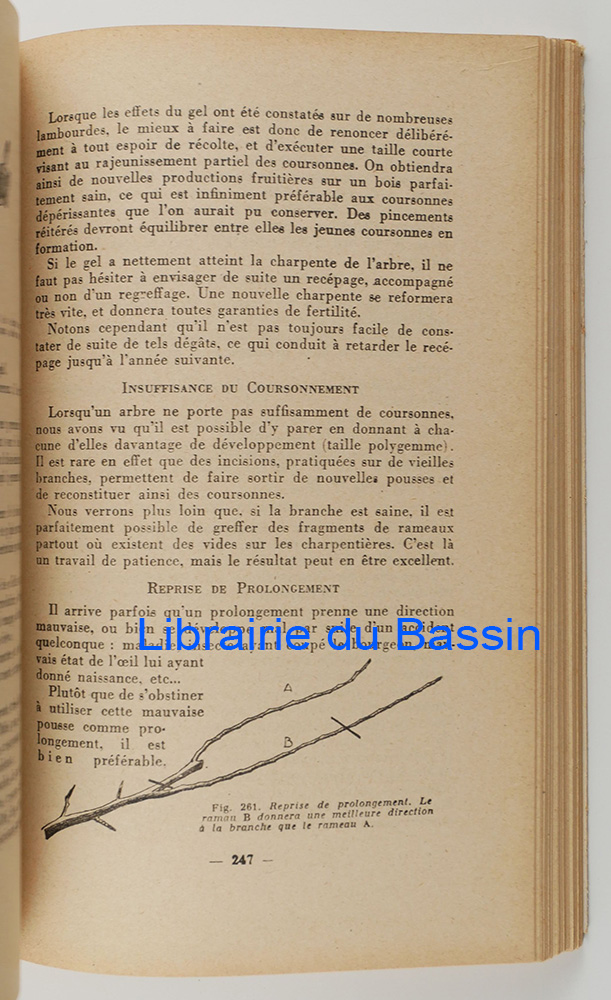 Lorsque les effets du gel ont été constatés sur de nombreuses
lambourdes, le mieux à faire est donc de renoncer délibéré-
ment à tout espoir de récolte, et d'exécuter une taille courte
visant au rajeunissement partiel des coursonnes. On obtiendra
ainsi de nouvelles productions fruitières sur un bois parfai-
tement sain, ce qui est infiniment préférable aux coursonnes
dépérissantes que l'on aurait pu conserver. Des pincements
réitérés devront équilibrer entre elles les jeunes coursonnes en
formation.
Si le gel a nettement atteint la charpente de l'arbre, il ne
faut pas hésiter à envisager de suite un recépage, accompagné
ou non d'un regreffage. Une nouvelle charpente se reformera
très vite, et donnera toutes garanties de fertilité.
Notons cependant qu'il n'est pas toujours facile de cons-
tater de suite de tels dégâts, ce qui conduit à retarder le recé-
page jusqu'à l'année suivante.
INSUFFISANCE DU COURSONNEMENT
Lorsqu'un arbre ne porte pas suffisamment de coursonnes,
nous avons vu qu'il est possible d'y parer en donnant à cha-
cune d'elles davantage de développement (taille polygemme).
Il est rare en effet que des incisions, pratiquées sur de vieilles
branches, permettent de faire sortir de nouvelles pousses et
de reconstituer ainsi des coursonnes.
Nous verrons plus loin que, si la branche est saine, il est
parfaitement possible de greffer des fragments de rameaux
partout où existent des vides sur les charpentières. C'est là
un travail de patience, mais le résultat peut en être excellent.
REPRISE DE PROLONGEMENT
Il arrive parfois qu'un prolongement prenne une direction
mauvaise, ou bien se développe mal par suite d'un accident
quelconque : maladie, insecte ayant coupé le bourgeon, mau-
Librairie du Bassin
vais état de l'œil lui ayant
donné naissance, etc...
Plutôt que de s'obstiner
à utiliser cette mauvaise
pousse comme pro-
longement, il est
bien préférable,
A
B
Fig. 261. Reprise de prolongement. Le
rameau B donnera une meilleure direction
à la branche que le rameau A.
— 247 —